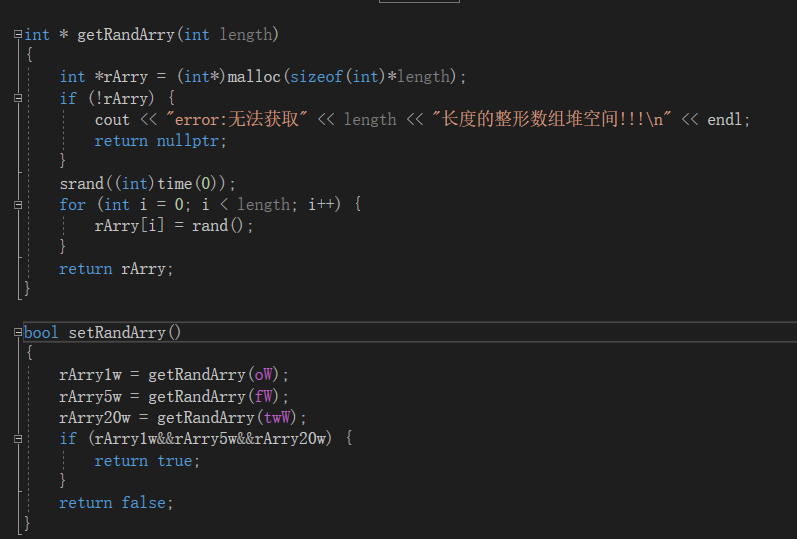 int * getRandArry(int length)
{
int *rArry = (int*)malloc(sizeof(int)*length);
if (!rArry) {
cout << "error:无法获取" << length << "长度的整形数组堆空间!!!\n" << endl;
return nullptr;
}
srand((int)time(0));
for (int i = 0; i < length; i++) {
rArry[i] = rand();
}
return rArry;
}
bool setRandArry()
{
rArry1w = getRandArry(oW);
rArry5w = getRandArry(fW);
rArry20w = getRandArry(twW);
if (rArry1w&&rArry5w&&rArry20w) {
return true;
}
return false;
}